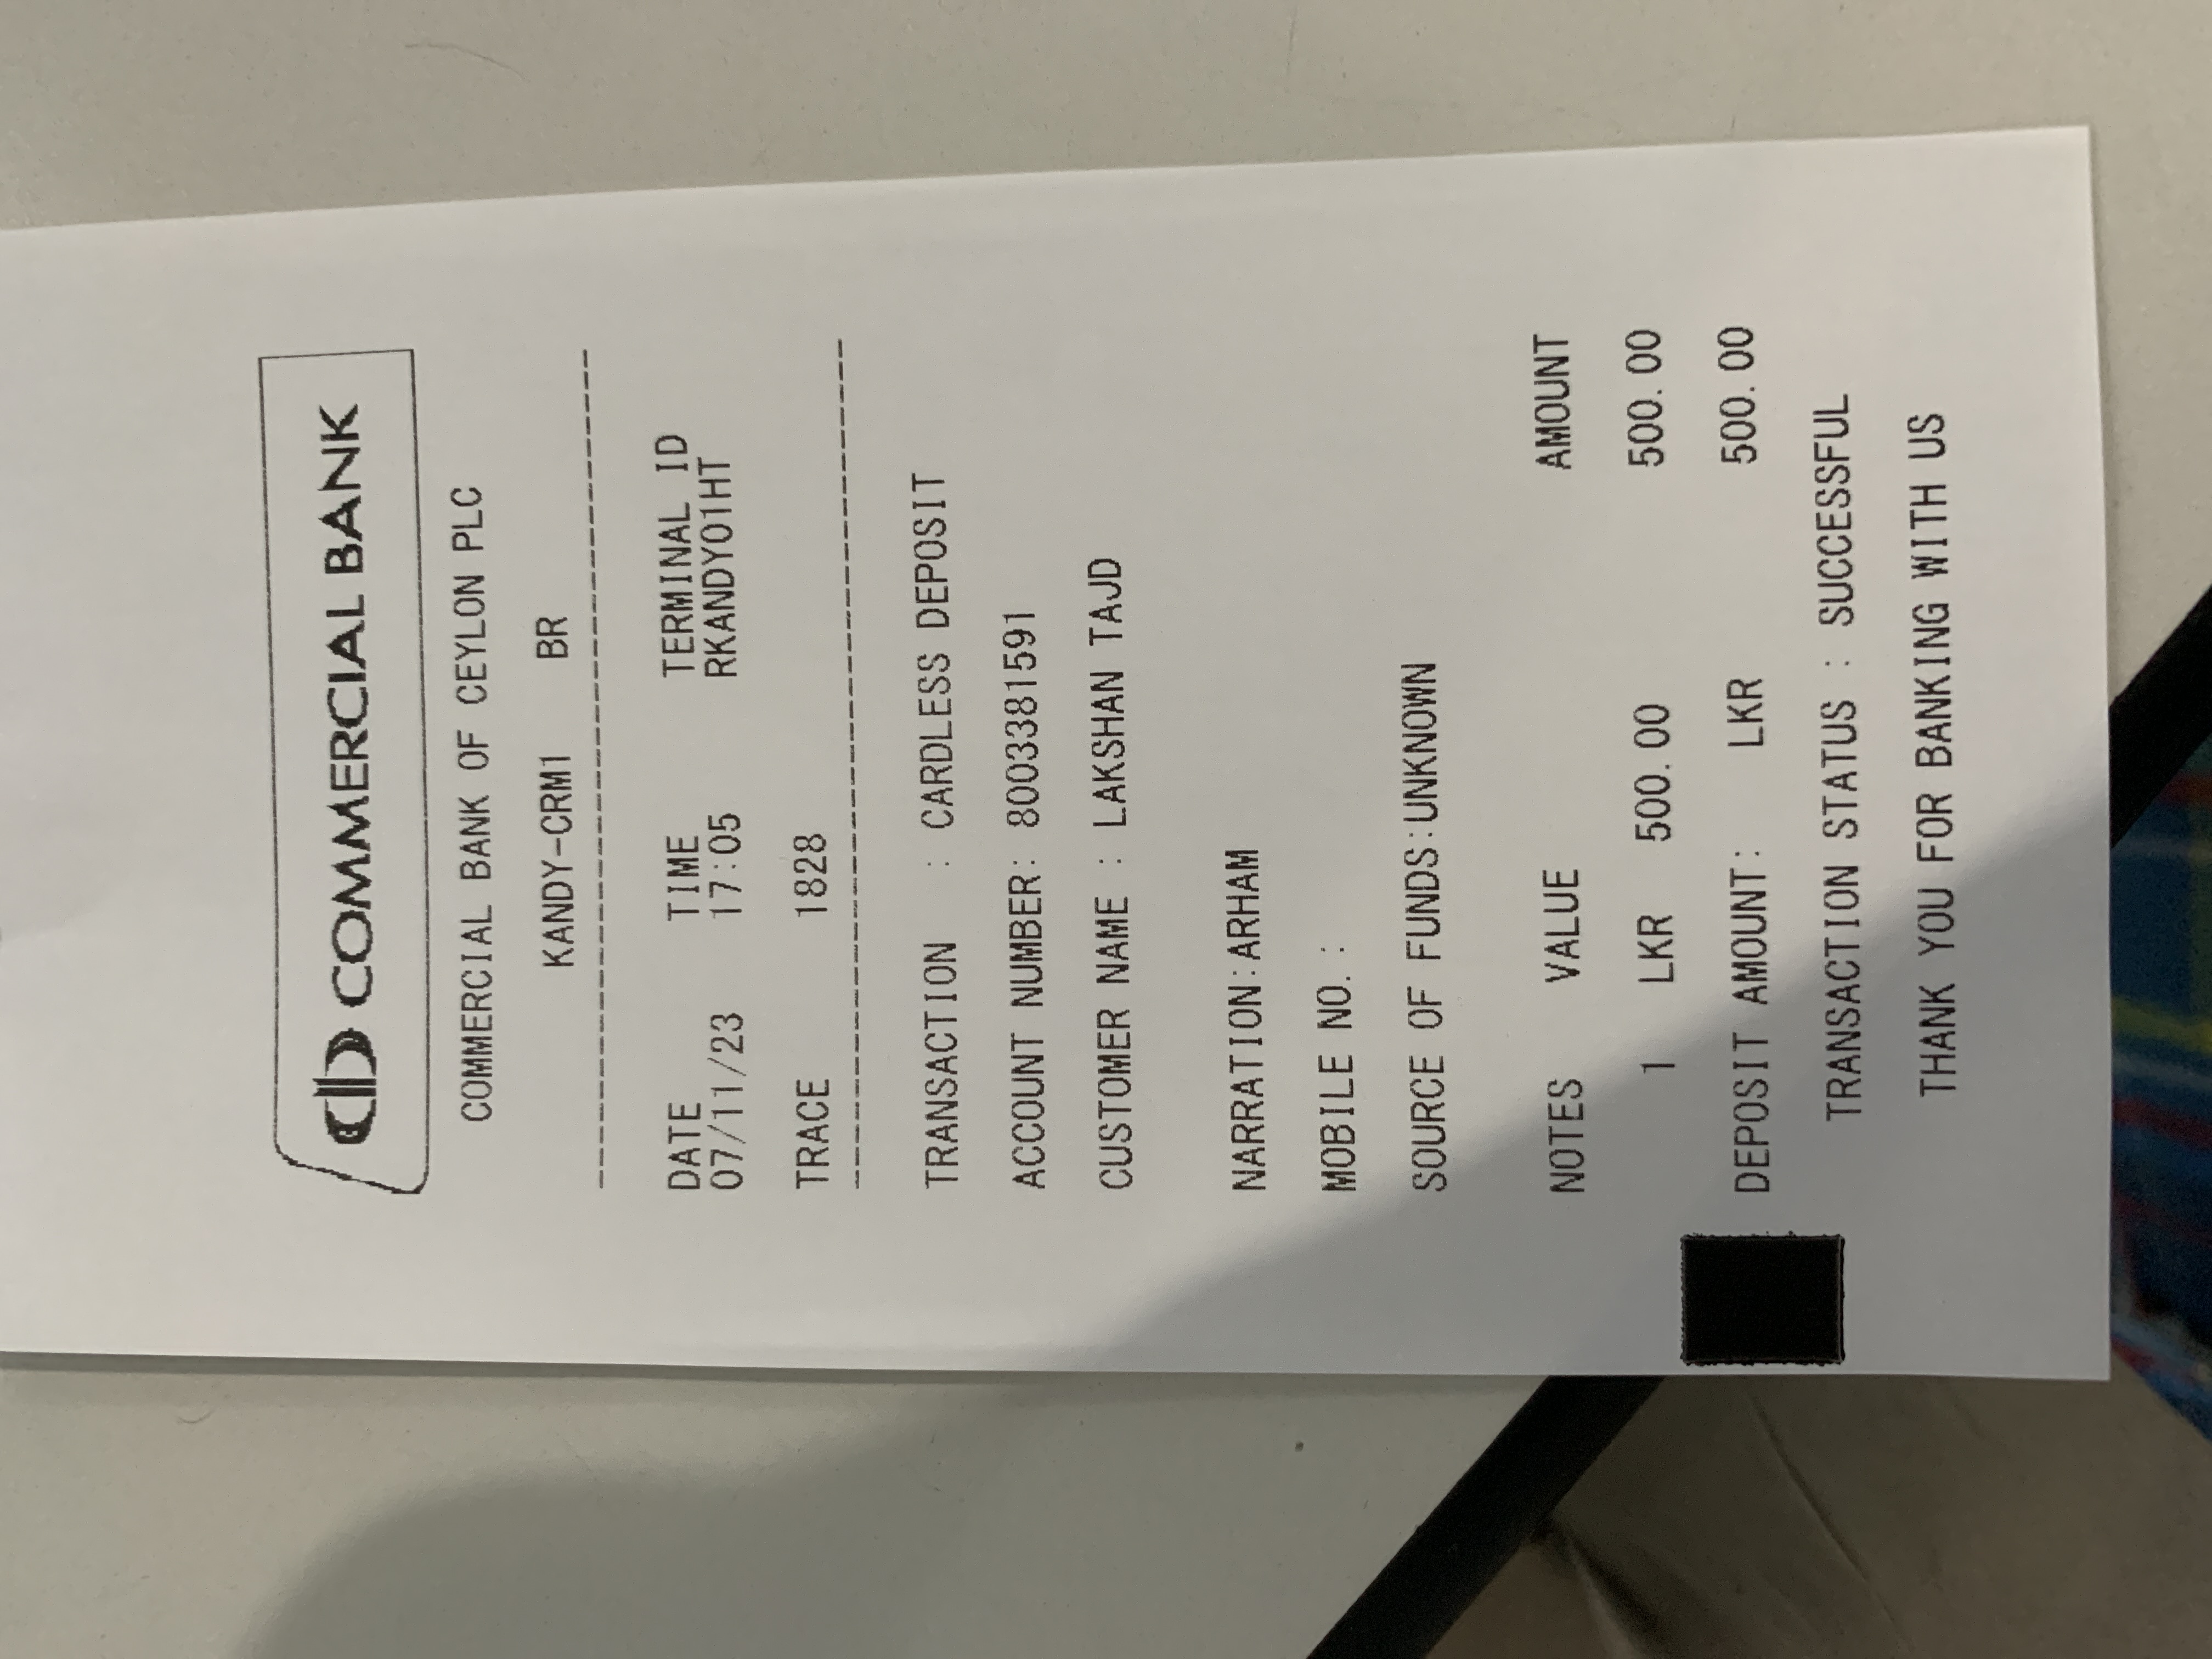 COMMERCIAL BANK
COMMERCIAL BANK OF CEYLON PLC
KANDY-CRM1 BR
--------------------------------------------
DATE TIME TERMINAL ID
07/11/23 17:05 RKANDY01HT
TRACE 1828
--------------------------------------------
TRANSACTION : CARDLESS DEPOSIT
ACCOUNT NUMBER: 8003381591
CUSTOMER NAME : LAKSHAN TAJD
NARRATION:ARHAM
MOBILE NO. :
SOURCE OF FUNDS:UNKNOWN
NOTES VALUE AMOUNT
1 LKR 500.00 500.00
DEPOSIT AMOUNT: LKR 500.00
TRANSACTION STATUS : SUCCESSFUL
THANK YOU FOR BANKING WITH US